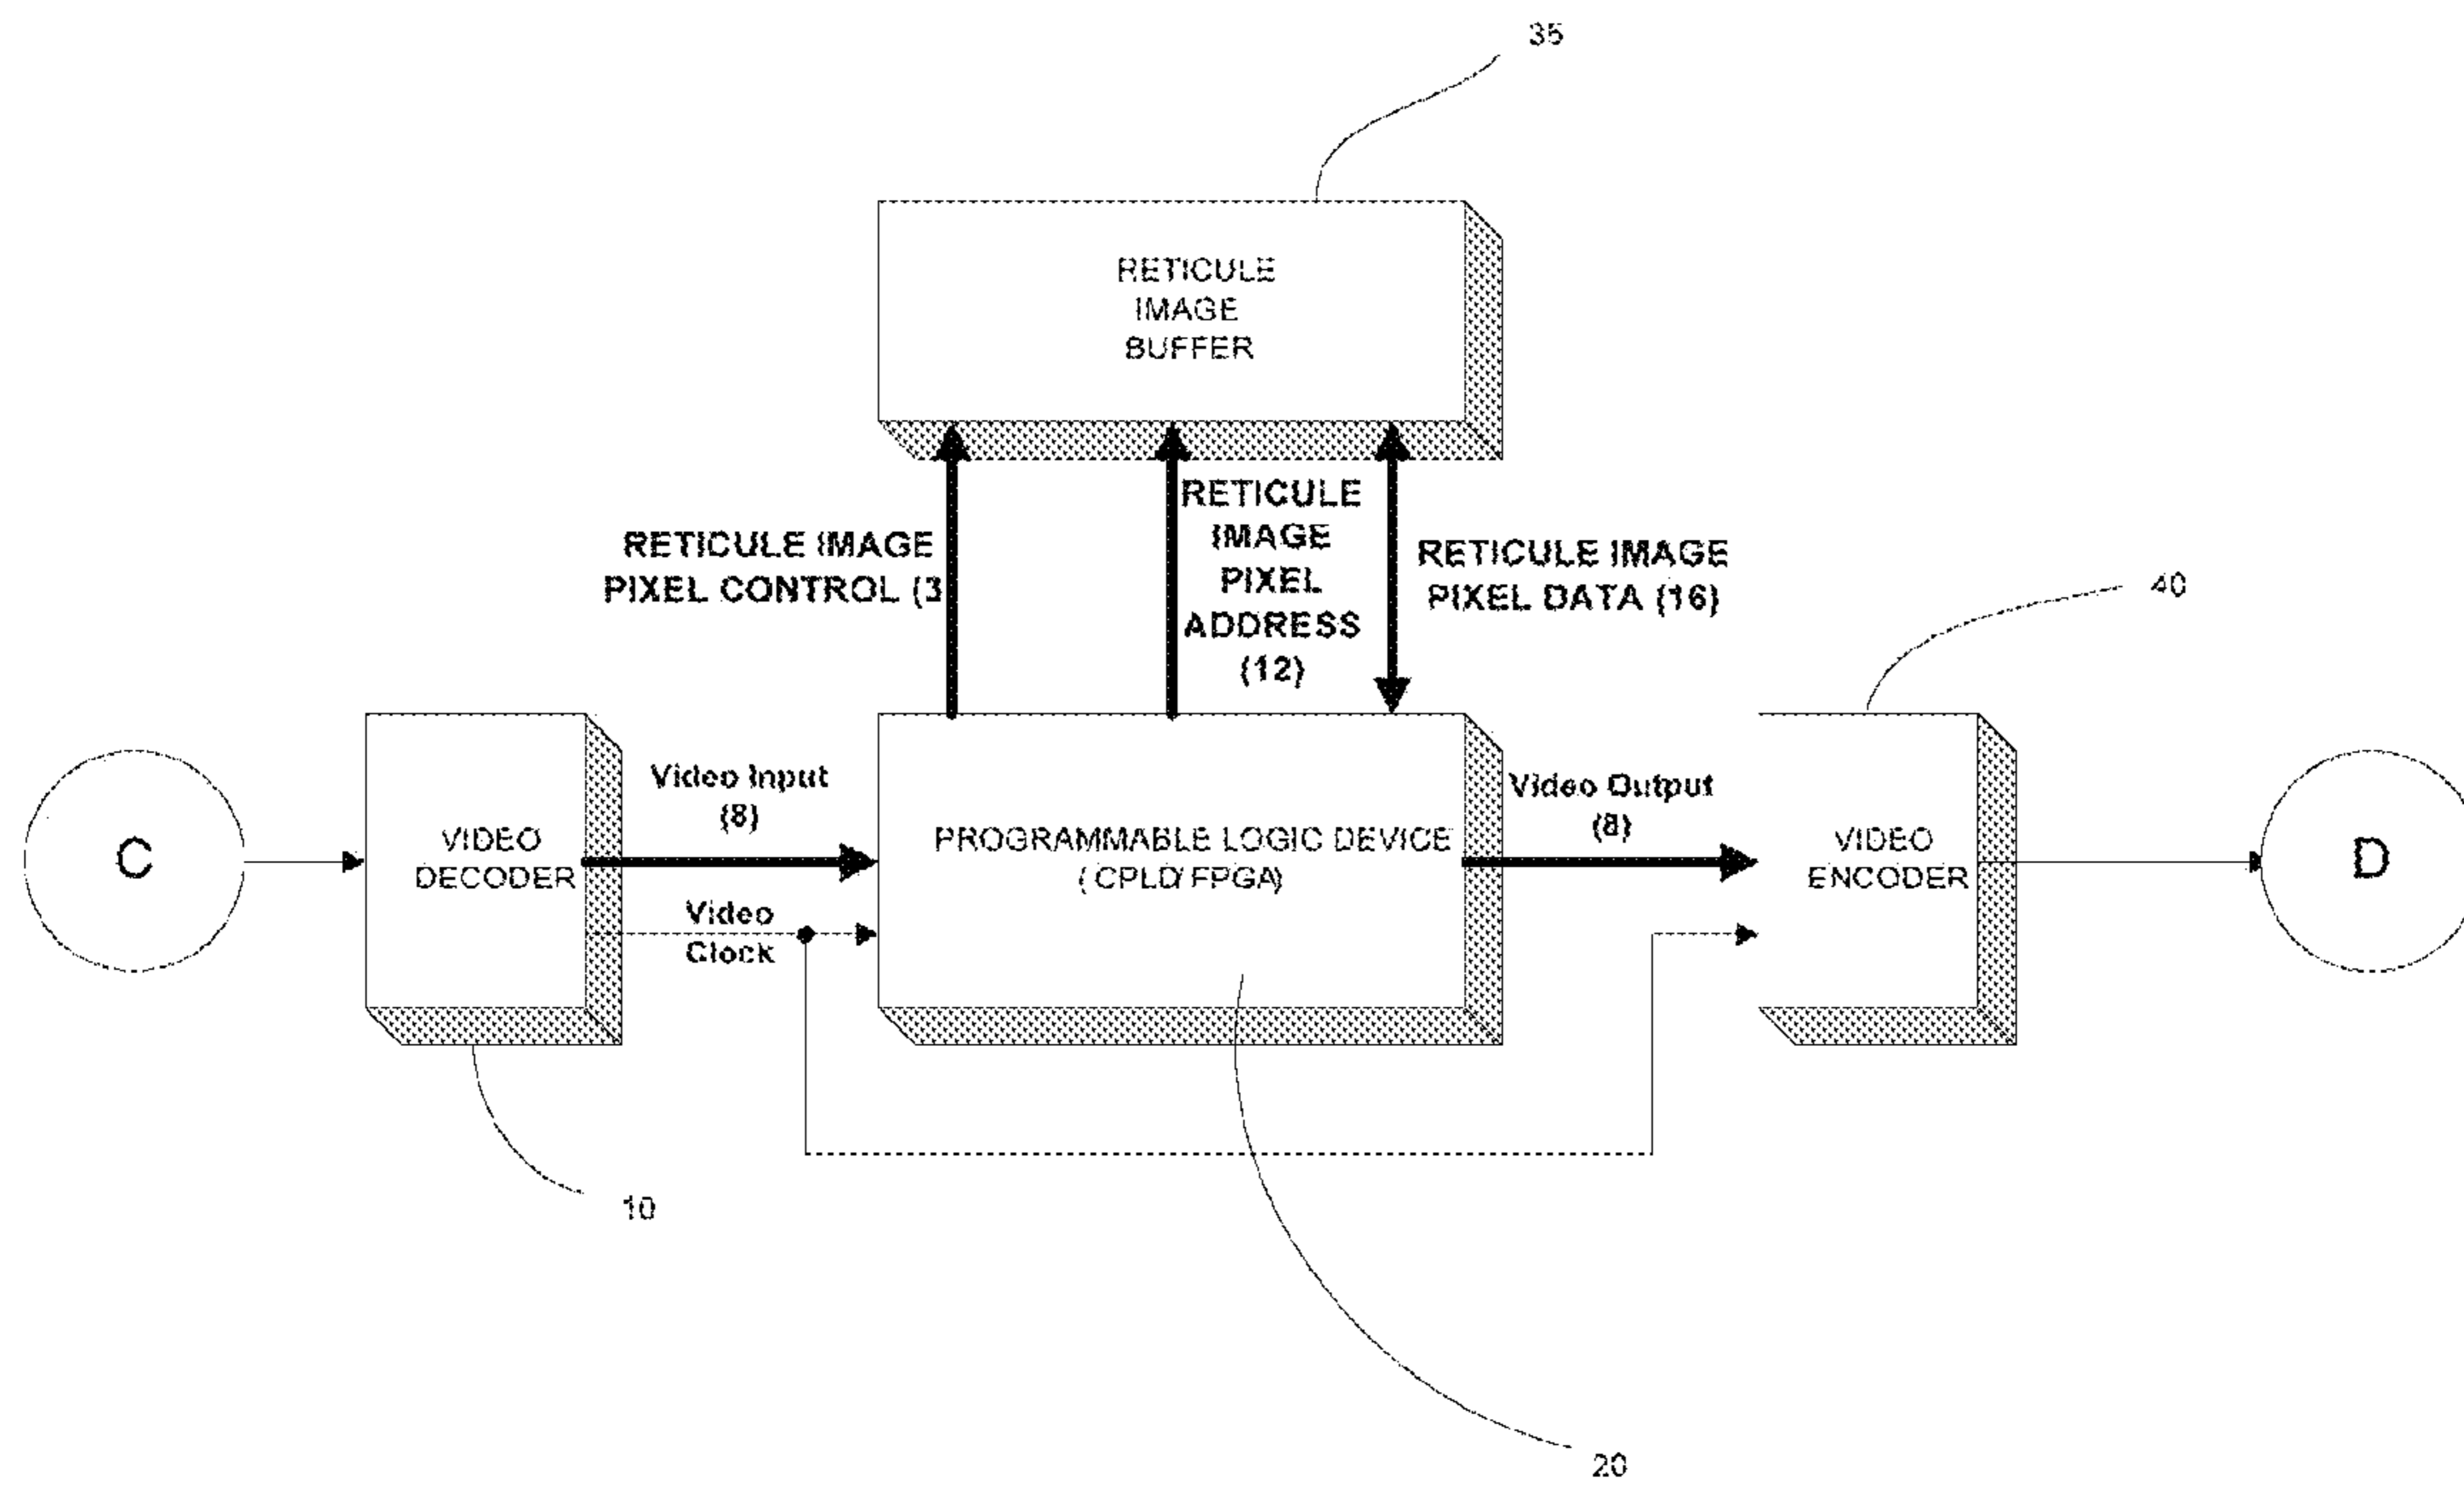 35
RETICULE
IMAGE
BUFFER
RETICULE IMAGE
PIXEL CONTROL (3
RETICULE
IMAGE
PIXEL
ADDRESS
(12)
RETICULE IMAGE
PIXEL DATA (16)
40
C
VIDEO
DECODER
Video Input
(8)
Video
Clock
PROGRAMMABLE LOGIC DEVICE
( CPLD/ FPGA)
Video Output
(8)
VIDEO
ENCODER
D
10
20